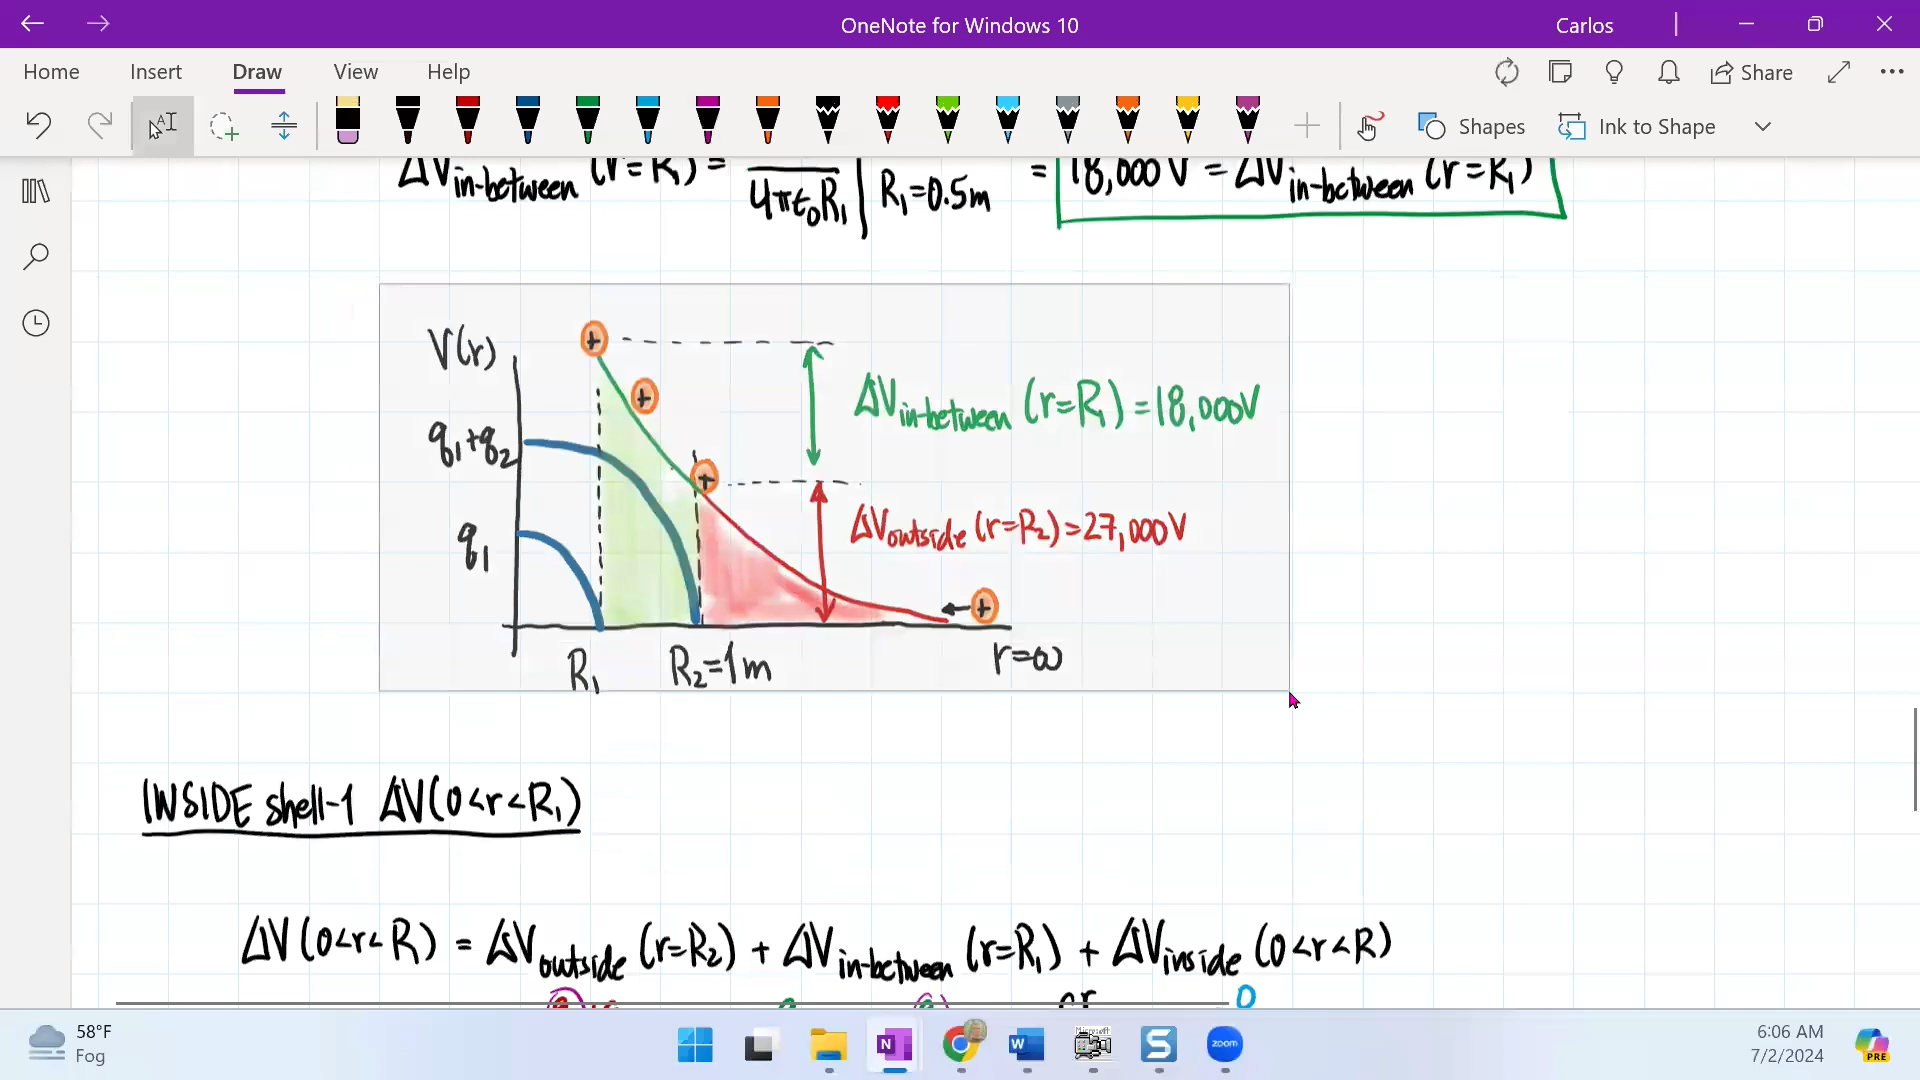 OneNote for Windows 10
Carlos
Home Insert Draw View Help
Share
Shapes
Ink to Shape
ΔV in-between (r=R₁) =
4πε₀R₁ | R₁=0.5m
= 18,000V = ΔV in-between (r=R₁)
V(r)
ΔV in-between (r=R₁)=18,000V
q₁+q₂
ΔV outside (r=R₂)=27,000V
q₁
R₁
R₂=1m
r=∞
INSIDE shell-1 ΔV(0<r<R₁)
ΔV(0<r<R) = ΔV outside (r=R₂) + ΔV in-between (r=R₁) + ΔV inside (0<r<R)
58°F
Fog
zoom
6:06 AM
7/2/2024
PRE